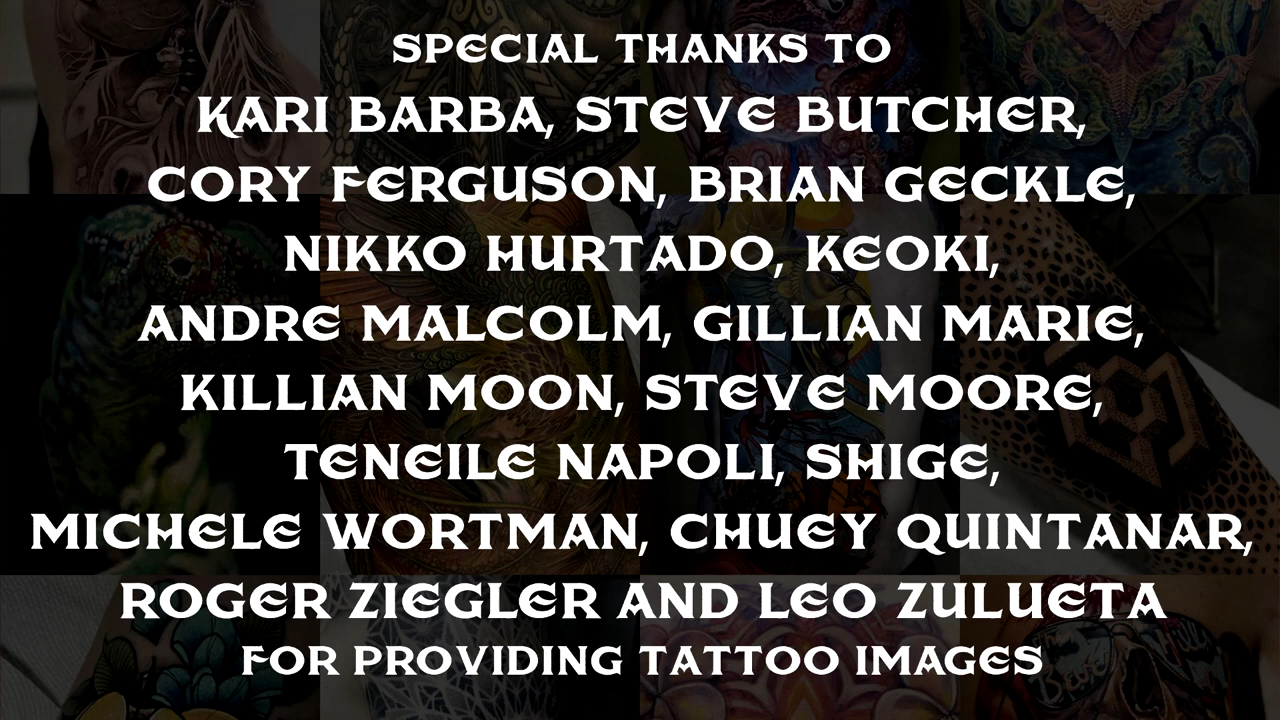 SPECIAL THANKS TO
KARI BARBA, STEVE BUTCHER,
CORY FERGUSON, BRIAN GECKLE,
NIKKO HURTADO, KEOKI,
ANDRE MALCOLM, GILLIAN MARIE,
KILLIAN MOON, STEVE MOORE,
TENEILE NAPOLI, SHIGE,
MICHELE WORTMAN, CHUEY QUINTANAR,
ROGER ZIEGLER AND LEO ZULUETA
FOR PROVIDING TATTOO IMAGES